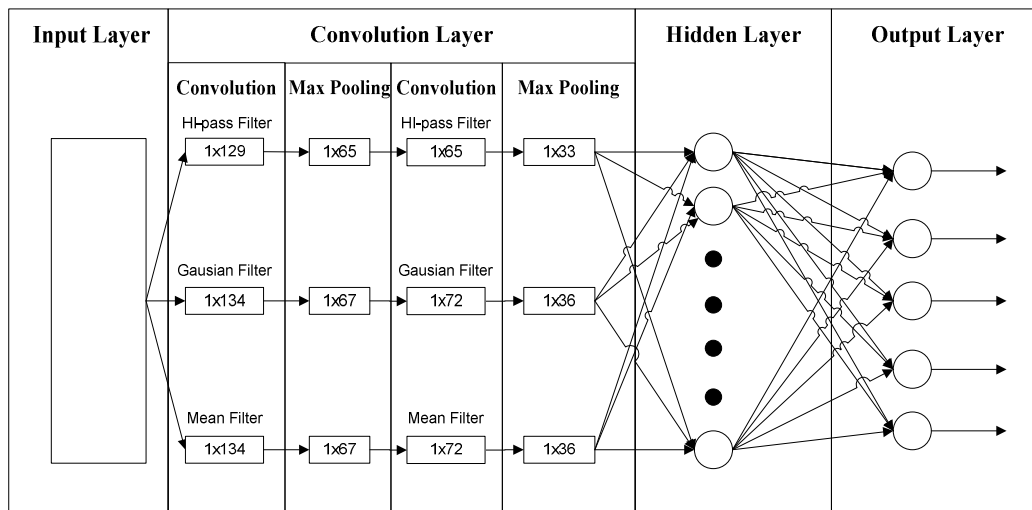 Input Layer
Convolution Layer
Hidden Layer
Output Layer
Convolution
Max Pooling
Convolution
Max Pooling
HI-pass Filter
HI-pass Filter
1x129
1x65
1x65
1x33
Gausian Filter
Gausian Filter
1x134
1x67
1x72
1x36
Mean Filter
Mean Filter
1x134
1x67
1x72
1x36